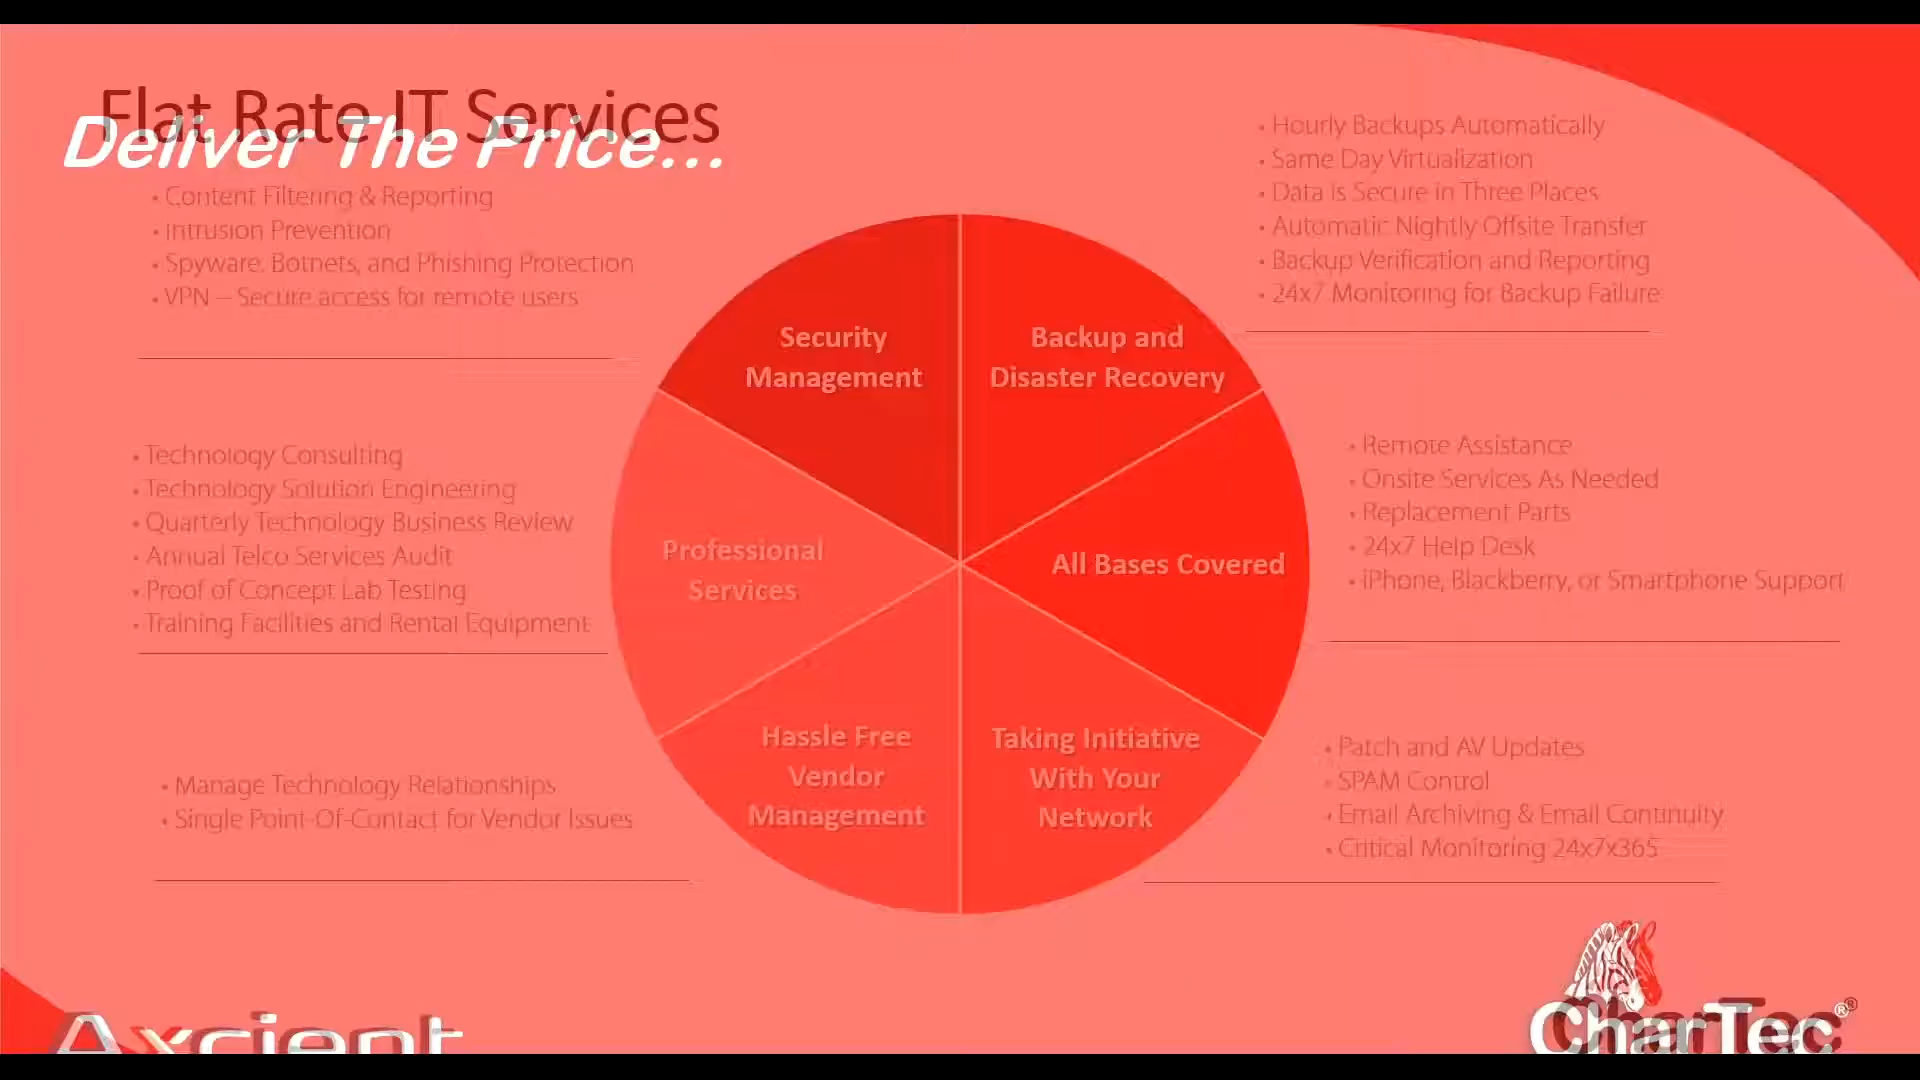 Flat Rate IT Services
Deliver The Price...
• Content Filtering & Reporting
• Intrusion Prevention
• Spyware, Botnets, and Phishing Protection
• VPN – Secure access for remote users
• Hourly Backups Automatically
• Same Day Virtualization
• Data is Secure in Three Places
• Automatic Nightly Offsite Transfer
• Backup Verification and Reporting
• 24x7 Monitoring for Backup Failure
Security
Management
Backup and
Disaster Recovery
• Technology Consulting
• Technology Solution Engineering
• Quarterly Technology Business Review
• Annual Telco Services Audit
• Proof of Concept Lab Testing
• Training Facilities and Rental Equipment
Professional
Services
All Bases Covered
• Remote Assistance
• Onsite Services As Needed
• Replacement Parts
• 24x7 Help Desk
• iPhone, Blackberry, or Smartphone Support
• Manage Technology Relationships
• Single Point-Of-Contact for Vendor Issues
Hassle Free
Vendor
Management
Taking Initiative
With Your
Network
• Patch and AV Updates
• SPAM Control
• Email Archiving & Email Continuity
• Critical Monitoring 24x7x365
Axcient
CharTec®